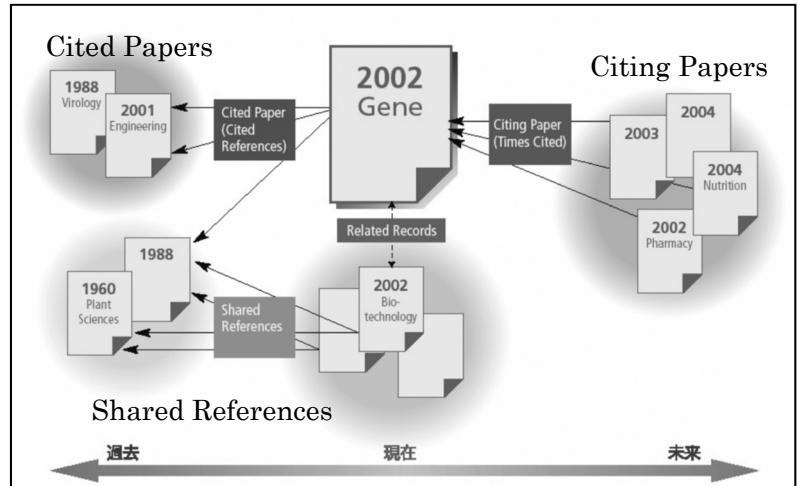 Cited Papers
1988
Virology
2001
Engineering
Cited Paper
(Cited
References)
2002
Gene
Citing Papers
Citing Paper
(Times Cited)
2003
2004
2004
Nutrition
2002
Pharmacy
Related Records
1988
1960
Plant
Sciences
Shared
References
2002
Bio-
technology
Shared References
過去
現在
未来